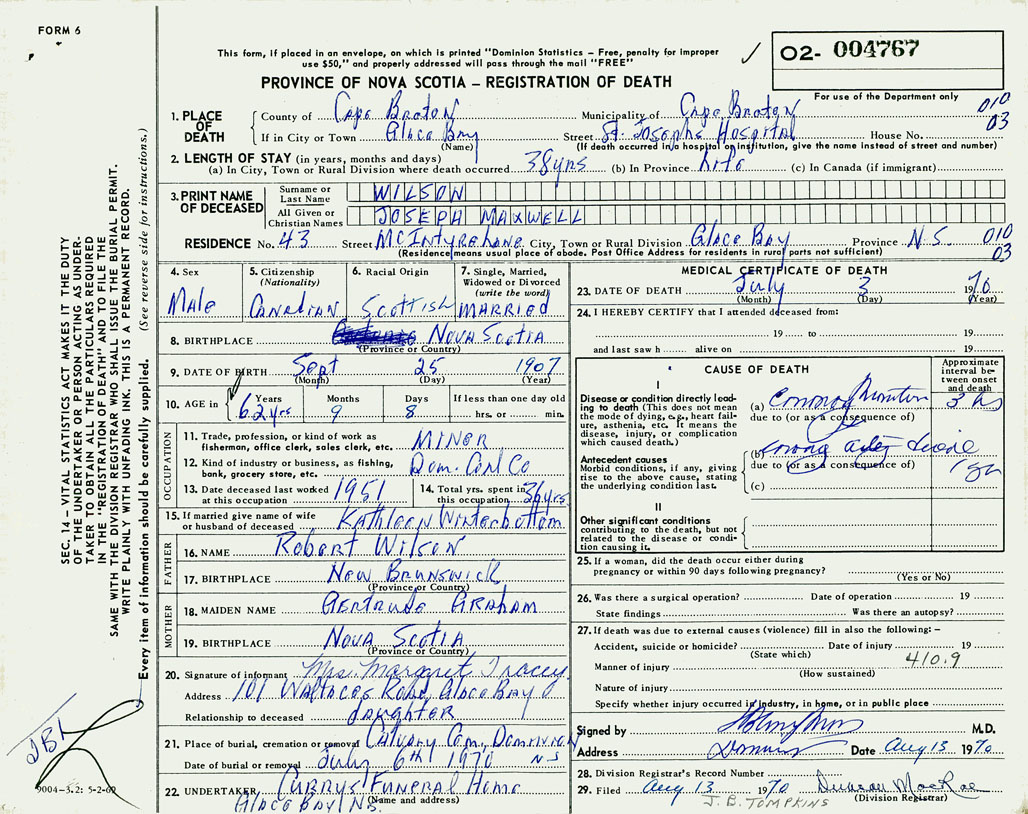 FORM 6
This form, if placed in an envelope, on which is printed "Dominion Statistics – Free, penalty for improper
use $50," and properly addressed will pass through the mail "FREE"
PROVINCE OF NOVA SCOTIA – REGISTRATION OF DEATH
O2- 004767
For use of the Department only
SEC. 14 – VITAL STATISTICS ACT MAKES IT THE DUTY
OF THE UNDERTAKER OR PERSON ACTING AS UNDER-
TAKER TO OBTAIN ALL THE PARTICULARS REQUIRED
IN THE "REGISTRATION OF DEATH" AND TO FILE THE
SAME WITH THE DIVISION REGISTRAR WHO SHALL ISSUE THE BURIAL PERMIT.
WRITE PLAINLY WITH UNFADING INK. THIS IS A PERMANENT RECORD.
Every item of information should be carefully supplied. (See reverse side for instructions.)
1. PLACE OF DEATH County of Cape Breton Municipality of Cape Breton 010
If in City or Town Glace Bay Street St. Josephs Hospital House No. 03
(Name) (If death occurred in a hospital or institution, give the name instead of street and number)
2. LENGTH OF STAY (in years, months and days)
(a) In City, Town or Rural Division where death occurred 38 yrs (b) In Province Life (c) In Canada (if immigrant)
3. PRINT NAME OF DECEASED Surname or Last Name WILSON
All Given or Christian Names JOSEPH MAXWELL
RESIDENCE No. 43 Street McIntyre Lane City, Town or Rural Division Glace Bay Province N.S. 010
(Residence means usual place of abode. Post Office Address for residents in rural parts not sufficient) 03
4. Sex 5. Citizenship (Nationality) 6. Racial Origin 7. Single, Married, Widowed or Divorced (write the word)
Male Canadian Scottish MARRIED
8. BIRTHPLACE Nova Scotia
(Province or Country)
9. DATE OF BIRTH Sept 25 1907
(Month) (Day) (Year)
10. AGE in Years Months Days If less than one day old
62 yrs 9 8 hrs. or min.
OCCUPATION
11. Trade, profession, or kind of work as
fisherman, office clerk, sales clerk, etc. MINER
12. Kind of industry or business, as fishing,
bank, grocery store, etc. Dom. Coal Co
13. Date deceased last worked
at this occupation 1951
14. Total yrs. spent in
this occupation 36 yrs
15. If married give name of wife
or husband of deceased Kathleen Winterbottom
FATHER
16. NAME Robert Wilson
17. BIRTHPLACE New Brunswick
(Province or Country)
MOTHER
18. MAIDEN NAME Gertrude Graham
19. BIRTHPLACE Nova Scotia
(Province or Country)
20. Signature of informant Mrs. Margaret Tracey
Address 101 Wallaces Road, Glace Bay
Relationship to deceased daughter
21. Place of burial, cremation or removal Calvary Cem, Dominion
Date of burial or removal July 6th 1970 NS
22. UNDERTAKER Currys' Funeral Home
Glace Bay NS. (Name and address)
9004-3.2: 5-2-69
MEDICAL CERTIFICATE OF DEATH
23. DATE OF DEATH July 3 1970
(Month) (Day) (Year)
24. I HEREBY CERTIFY that I attended deceased from:
19 to 19
and last saw h alive on 19
CAUSE OF DEATH
Approximate interval between onset and death
I
Disease or condition directly lead-
ing to death (This does not mean
the mode of dying, e.g., heart fail-
ure, asthenia, etc. It means the
disease, injury, or complication
which caused death.)
(a) Coronary 3 hrs
due to (or as a consequence of)
Antecedent causes
Morbid conditions, if any, giving
rise to the above cause, stating
the underlying condition last.
(b) Coronary artery disease
due to (or as a consequence of)
(c)
II
Other significant conditions
contributing to the death, but not
related to the disease or condi-
tion causing it.
25. If a woman, did the death occur either during
pregnancy or within 90 days following pregnancy?
(Yes or No)
26. Was there a surgical operation? Date of operation 19
State findings Was there an autopsy?
27. If death was due to external causes (violence) fill in also the following: –
Accident, suicide or homicide? Date of injury 19
(State which) 410.9
Manner of injury
(How sustained)
Nature of injury
Specify whether injury occurred in industry, in home, or in public place
Signed by M.D.
Address Dominion Date Aug 13 1970
28. Division Registrar's Record Number
29. Filed Aug 13 1970 Duncan MacRae
J. B. TOMPKINS (Division Registrar)